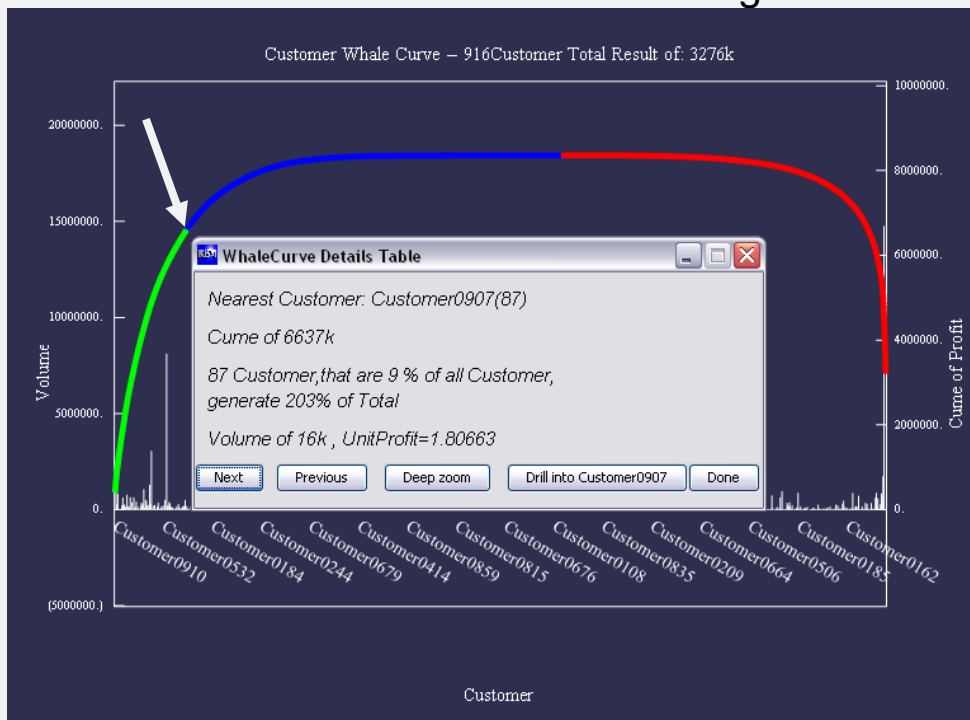 g
Customer Whale Curve – 916Customer Total Result of: 3276k
20000000.
15000000.
10000000.
5000000.
0.
(5000000.)
Volume
10000000.
8000000.
6000000.
4000000.
2000000.
0.
Cume of Profit
WhaleCurve Details Table
Nearest Customer: Customer0907(87)
Cume of 6637k
87 Customer,that are 9 % of all Customer,
generate 203% of Total
Volume of 16k , UnitProfit=1.80663
Next Previous Deep zoom Drill into Customer0907 Done
Customer0910
Customer0532
Customer0184
Customer0244
Customer0679
Customer0414
Customer0859
Customer0815
Customer0676
Customer0108
Customer0835
Customer0209
Customer0664
Customer0506
Customer0185
Customer0162
Customer